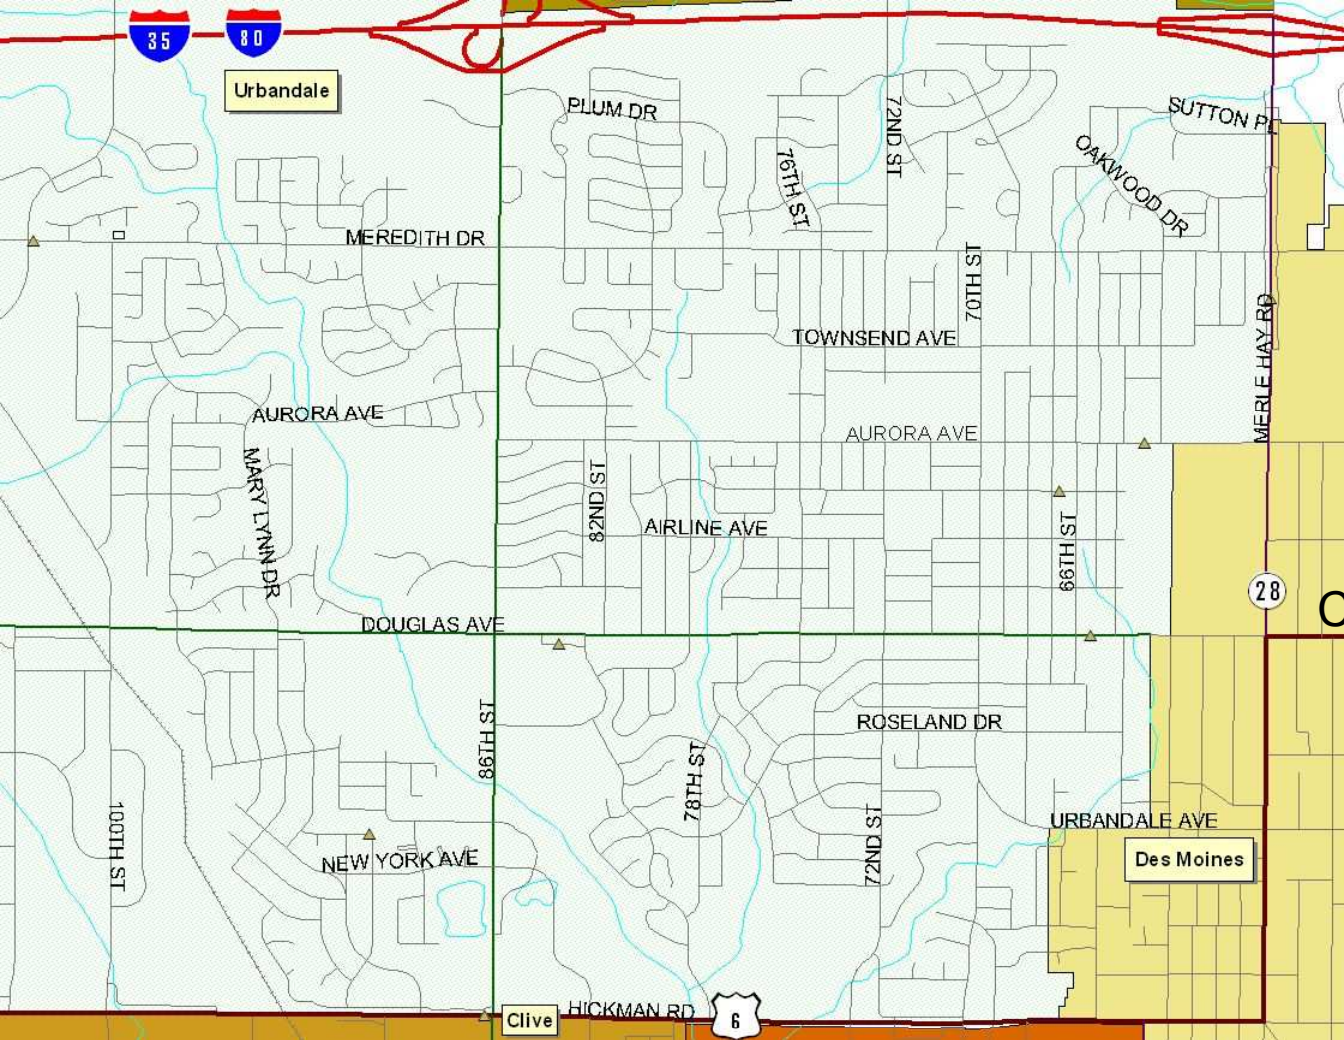 35
80
Urbandale
PLUM DR
72ND ST
SUTTON PL
76TH ST
OAKWOOD DR
MEREDITH DR
70TH ST
TOWNSEND AVE
MERLE HAY RD
AURORA AVE
AURORA AVE
MARY LYNN DR
82ND ST
AIRLINE AVE
66TH ST
28
C
DOUGLAS AVE
86TH ST
ROSELAND DR
78TH ST
100TH ST
72ND ST
URBANDALE AVE
NEW YORK AVE
Des Moines
Clive
HICKMAN RD
6